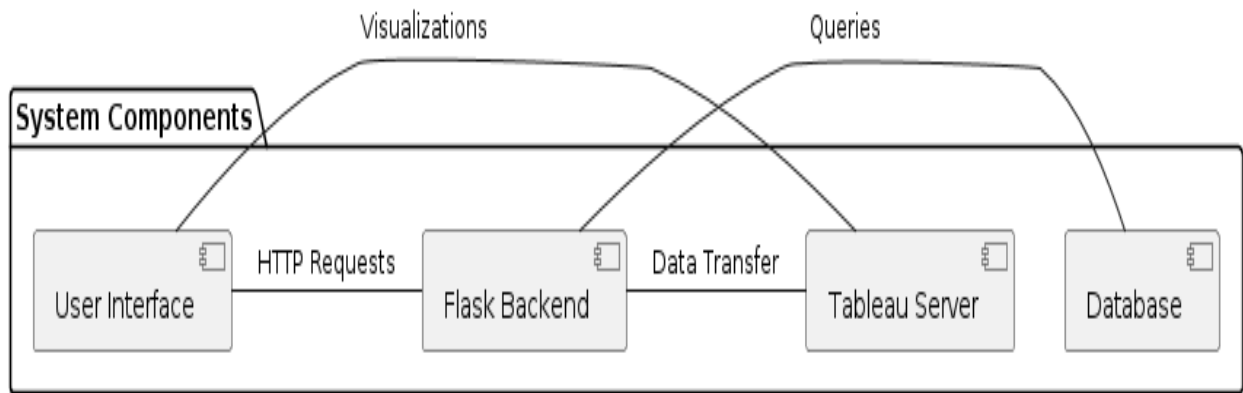 Visualizations
Queries
System Components
HTTP Requests
Data Transfer
User Interface
Flask Backend
Tableau Server
Database